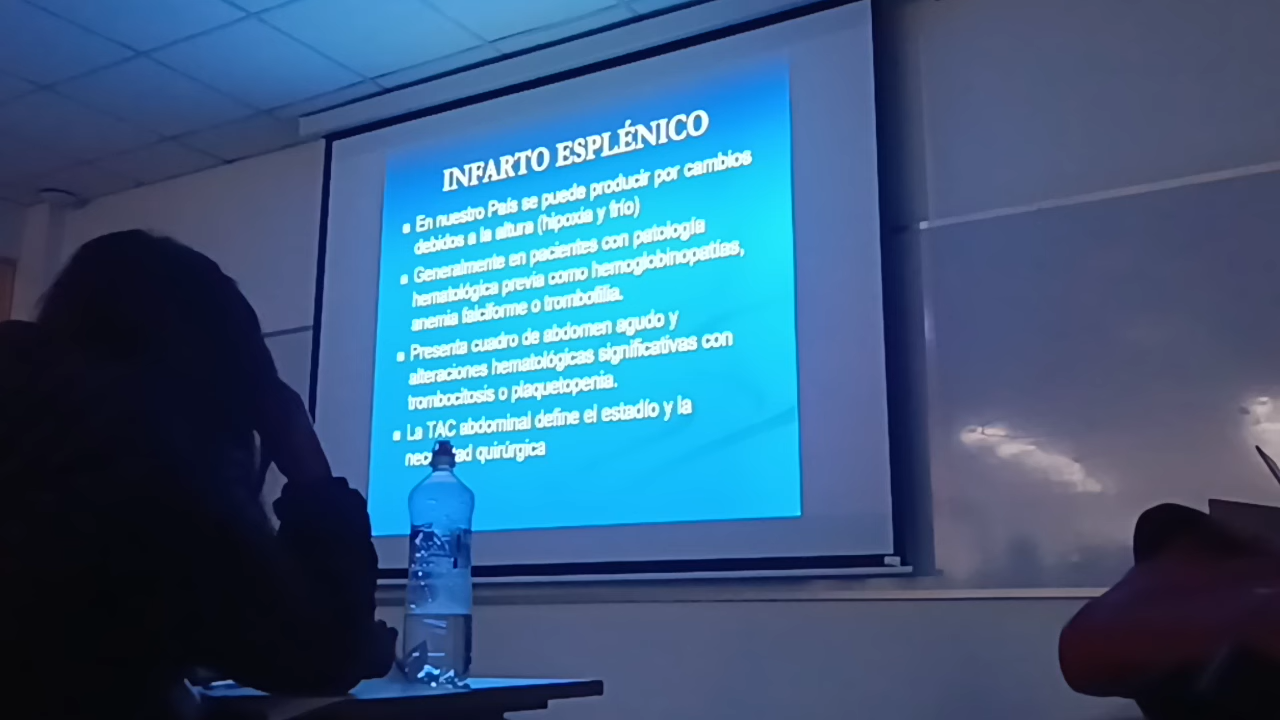 INFARTO ESPLÉNICO
En nuestro País se puede producir por cambios
debidos a la altura (hipoxia y frío)
Generalmente en pacientes con patología
hematológica previa como hemoglobinopatías,
anemia falciforme o trombofilia.
Presenta cuadro de abdomen agudo y
alteraciones hematológicas significativas con
trombocitosis o plaquetopenia.
La TAC abdominal define el estadío y la
quirúrgica